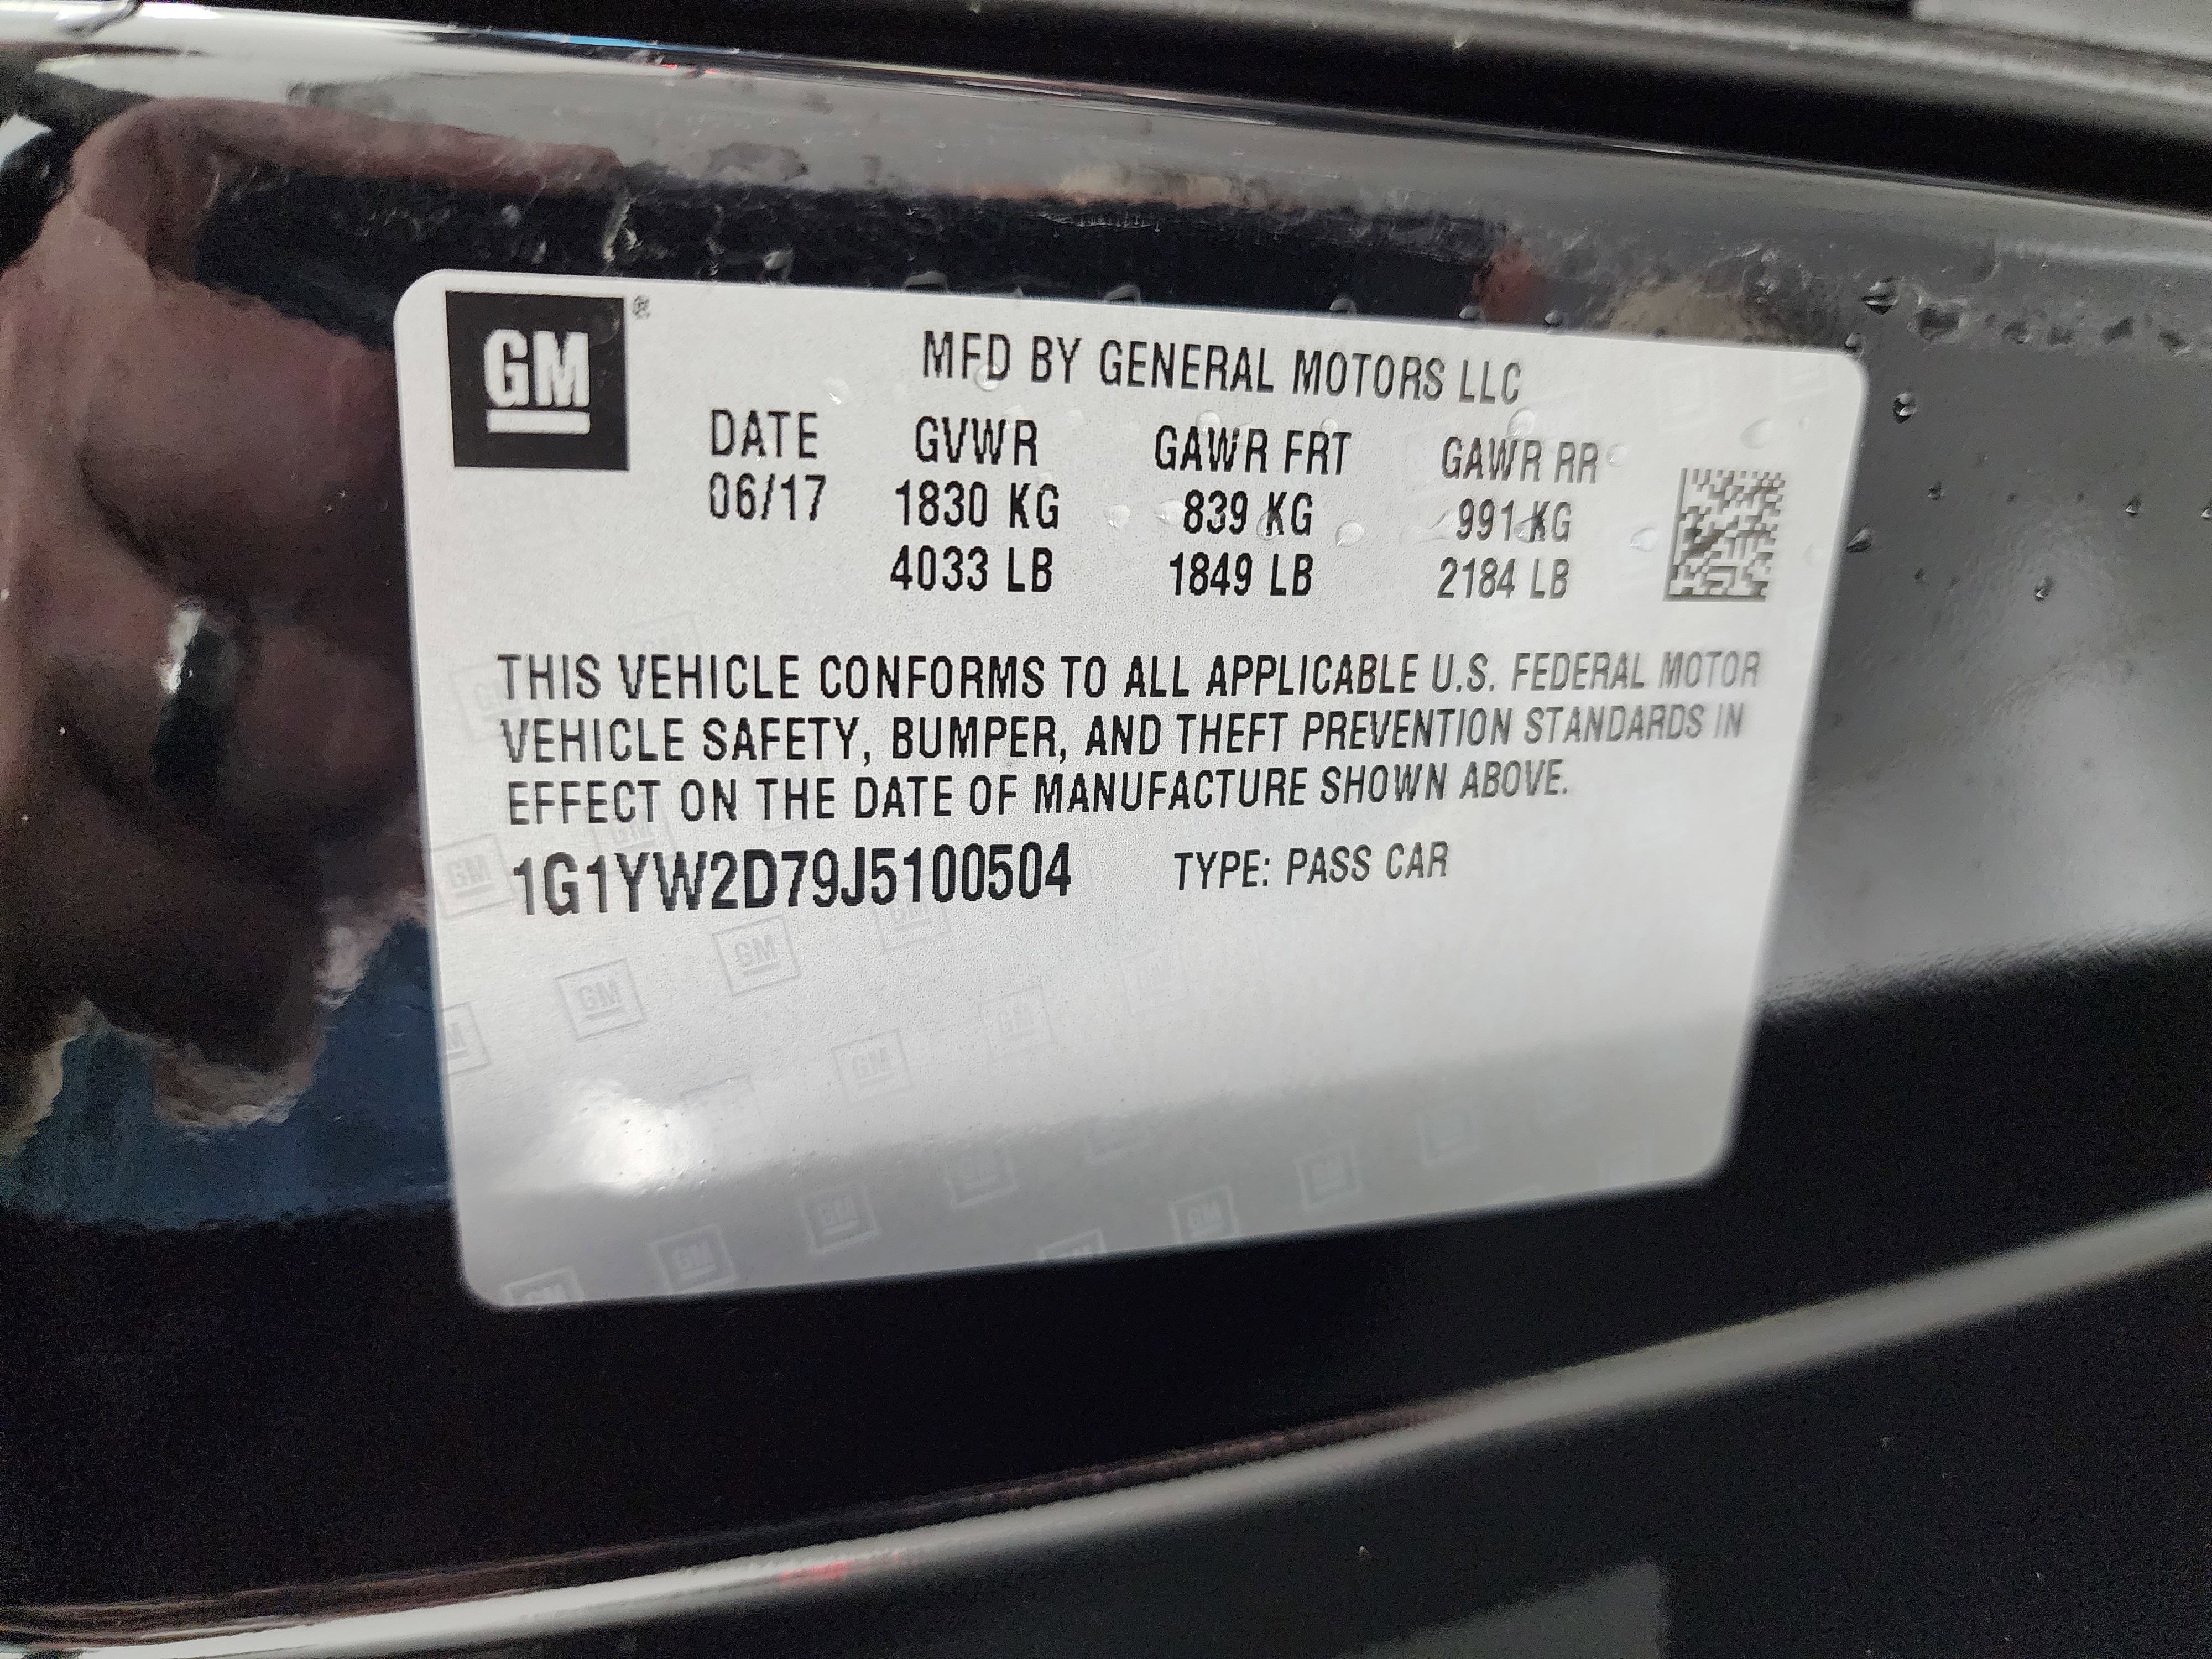 GM ®
MFD BY GENERAL MOTORS LLC
DATE GVWR GAWR FRT GAWR RR
06/17 1830 KG 839 KG 991 KG
4033 LB 1849 LB 2184 LB
THIS VEHICLE CONFORMS TO ALL APPLICABLE U.S. FEDERAL MOTOR
VEHICLE SAFETY, BUMPER, AND THEFT PREVENTION STANDARDS IN
EFFECT ON THE DATE OF MANUFACTURE SHOWN ABOVE.
1G1YW2D79J5100504 TYPE: PASS CAR